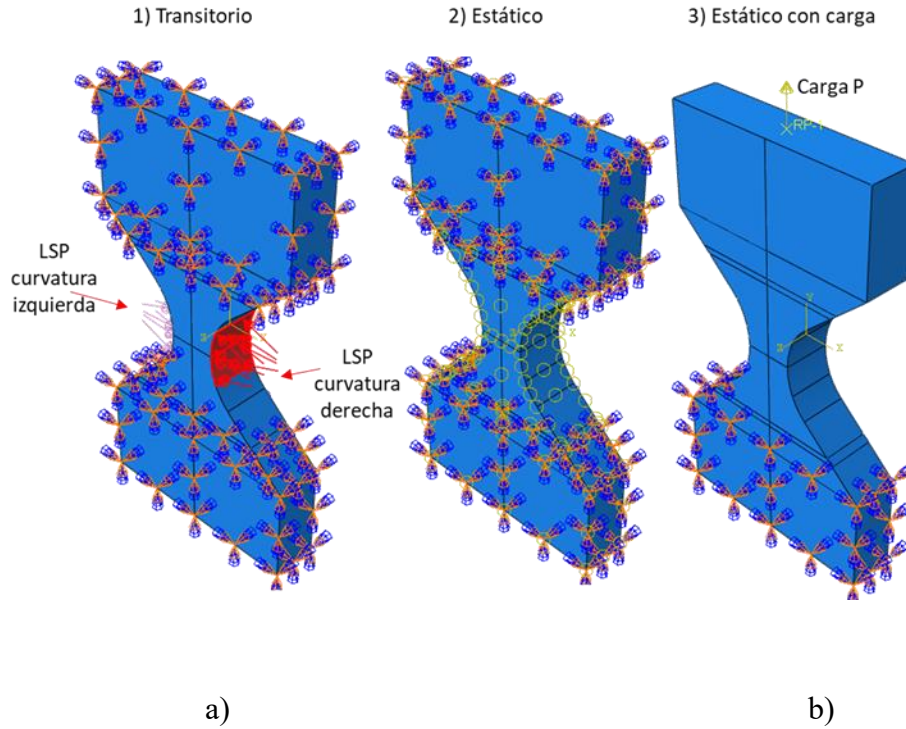 1) Transitorio
2) Estático
3) Estático con carga
Carga P
RP-1
LSP
curvatura
izquierda
LSP
curvatura
derecha
z
x
z
x
y
z
x
a)
b)